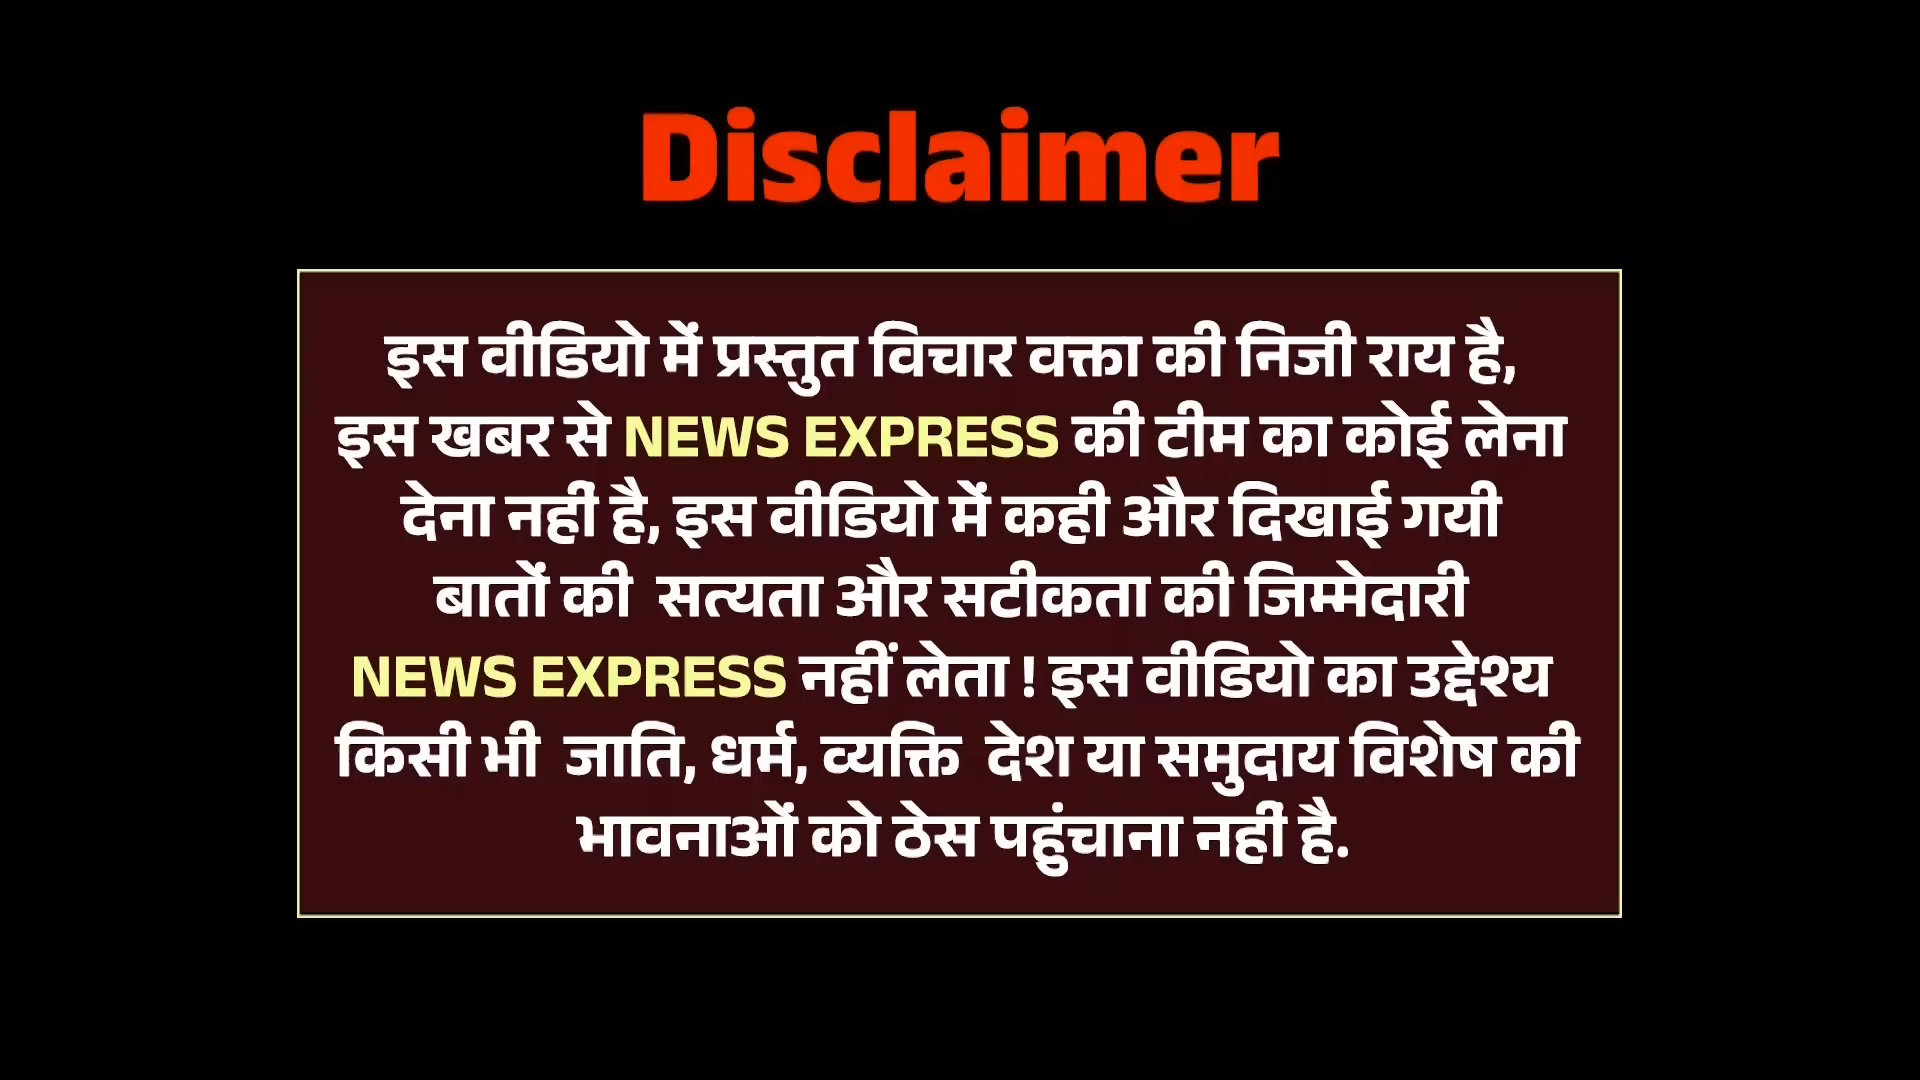 Disclaimer
इस वीडियो में प्रस्तुत विचार वक्ता की निजी राय है,
इस खबर से NEWS EXPRESS की टीम का कोई लेना
देना नहीं है, इस वीडियो में कही और दिखाई गयी
बातों की सत्यता और सटीकता की जिम्मेदारी
NEWS EXPRESS नहीं लेता ! इस वीडियो का उद्देश्य
किसी भी जाति, धर्म, व्यक्ति देश या समुदाय विशेष की
भावनाओं को ठेस पहुंचाना नहीं है.